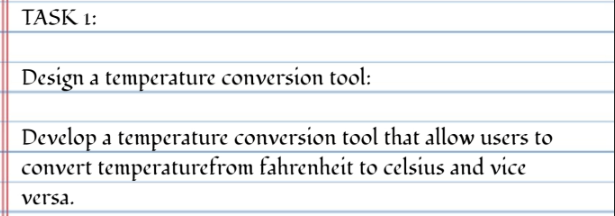 TASK 1:
Design a temperature conversion tool:
Develop a temperature conversion tool that allow users to
convert temperaturefrom fahrenheit to celsius and vice
versa.